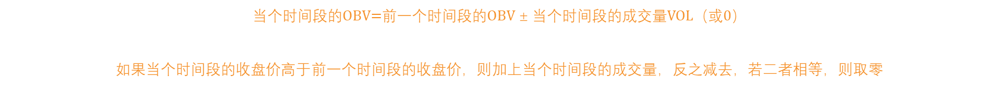 当个时间段的OBV=前一个时间段的OBV ± 当个时间段的成交量VOL（或0）
如果当个时间段的收盘价高于前一个时间段的收盘价，则加上当个时间段的成交量，反之减去，若二者相等，则取零